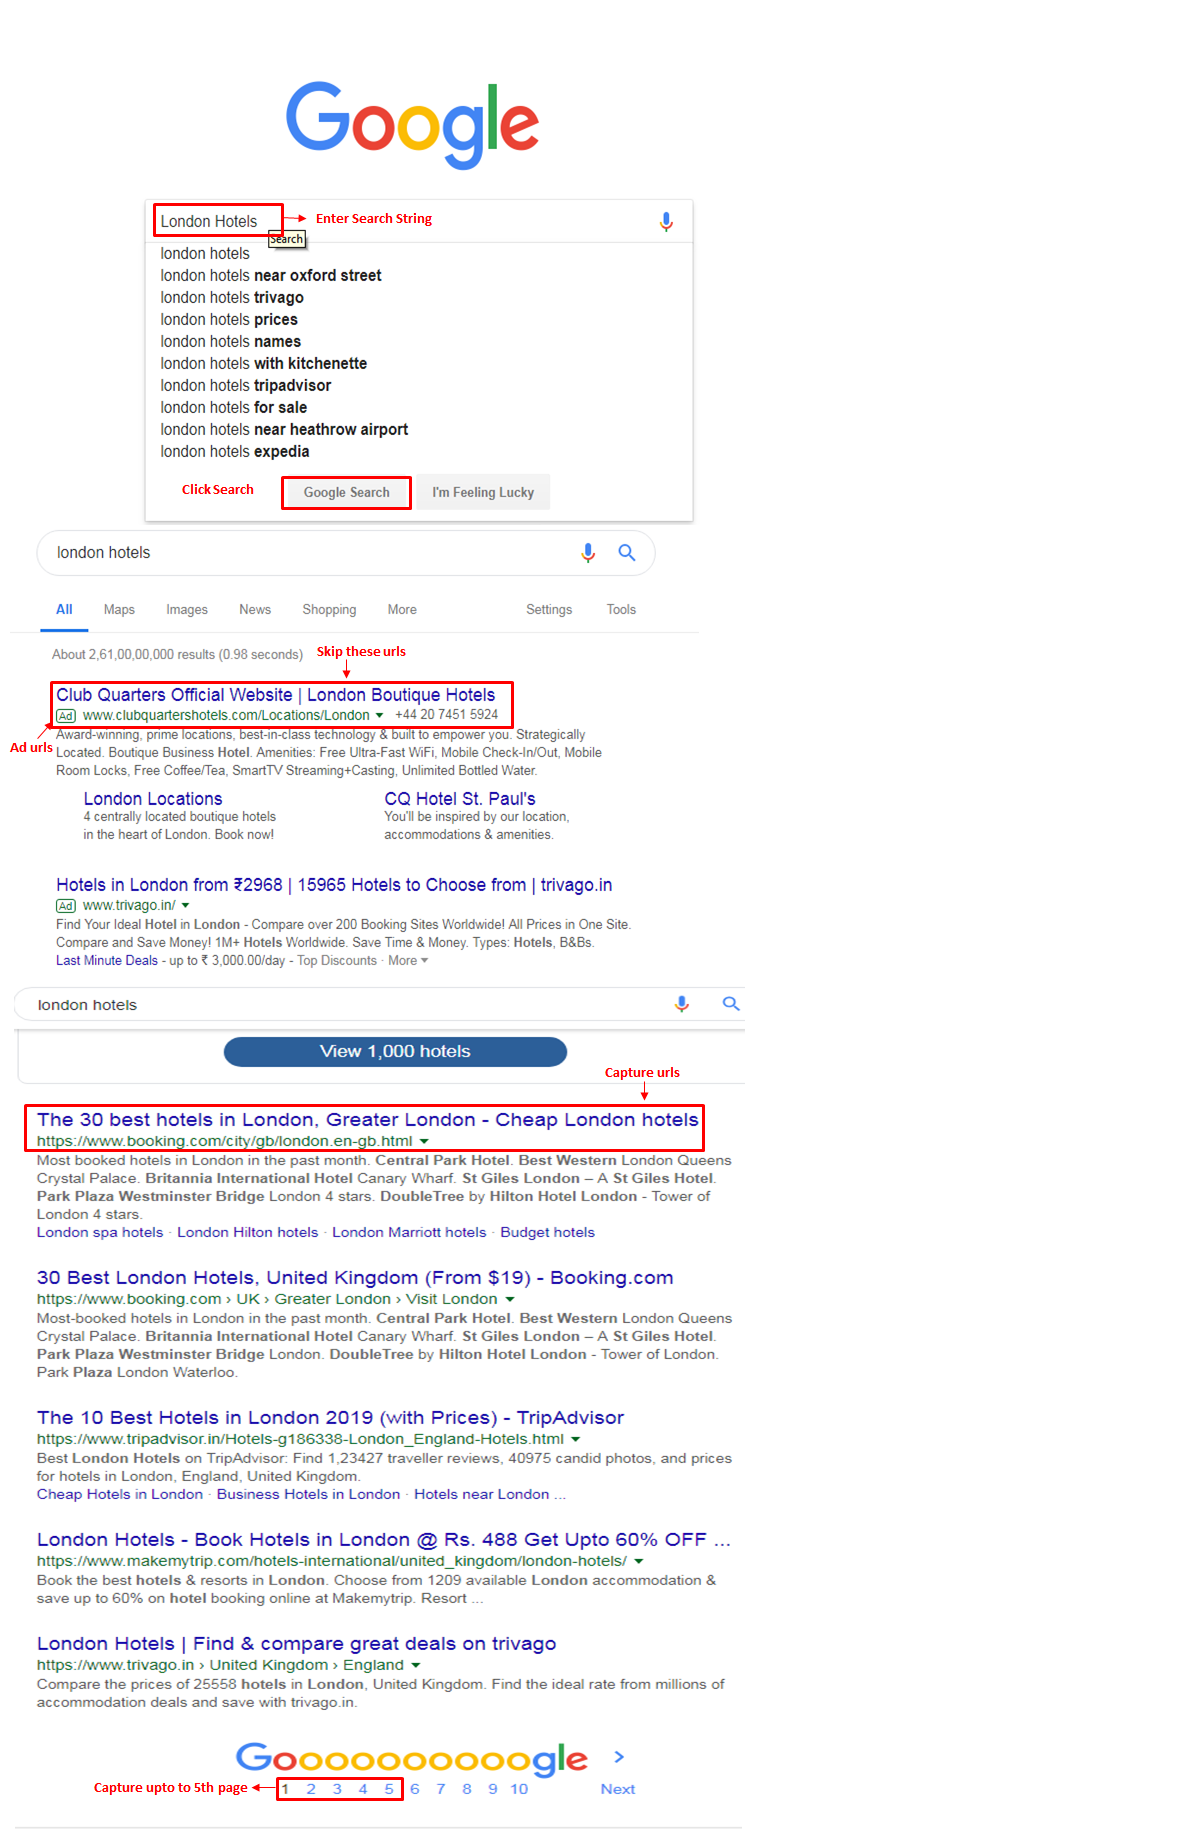 Google
London Hotels
Enter Search String
Search
london hotels
london hotels near oxford street
london hotels trivago
london hotels prices
london hotels names
london hotels with kitchenette
london hotels tripadvisor
london hotels for sale
london hotels near heathrow airport
london hotels expedia
Click Search
Google Search
I'm Feeling Lucky
london hotels
All Maps Images News Shopping More Settings Tools
About 2,61,00,00,000 results (0.98 seconds)
Skip these urls
Club Quarters Official Website | London Boutique Hotels
Ad www.clubquartershotels.com/Locations/London +44 20 7451 5924
Ad urls
Award-winning, prime locations, best-in-class technology & built to empower you. Strategically
Located. Boutique Business Hotel. Amenities: Free Ultra-Fast WiFi, Mobile Check-In/Out, Mobile
Room Locks, Free Coffee/Tea, SmartTV Streaming+Casting, Unlimited Bottled Water.
London Locations
4 centrally located boutique hotels
in the heart of London. Book now!
CQ Hotel St. Paul's
You'll be inspired by our location,
accommodations & amenities.
Hotels in London from ₹2968 | 15965 Hotels to Choose from | trivago.in
Ad www.trivago.in/
Find Your Ideal Hotel in London - Compare over 200 Booking Sites Worldwide! All Prices in One Site.
Compare and Save Money! 1M+ Hotels Worldwide. Save Time & Money. Types: Hotels, B&Bs.
Last Minute Deals - up to ₹ 3,000.00/day - Top Discounts · More
london hotels
View 1,000 hotels
Capture urls
The 30 best hotels in London, Greater London - Cheap London hotels
https://www.booking.com/city/gb/london.en-gb.html
Most booked hotels in London in the past month. Central Park Hotel. Best Western London Queens
Crystal Palace. Britannia International Hotel Canary Wharf. St Giles London – A St Giles Hotel.
Park Plaza Westminster Bridge London 4 stars. DoubleTree by Hilton Hotel London - Tower of
London 4 stars.
London spa hotels · London Hilton hotels · London Marriott hotels · Budget hotels
30 Best London Hotels, United Kingdom (From $19) - Booking.com
https://www.booking.com › UK › Greater London › Visit London
Most-booked hotels in London in the past month. Central Park Hotel. Best Western London Queens
Crystal Palace. Britannia International Hotel Canary Wharf. St Giles London – A St Giles Hotel.
Park Plaza Westminster Bridge London. DoubleTree by Hilton Hotel London - Tower of London.
Park Plaza London Waterloo.
The 10 Best Hotels in London 2019 (with Prices) - TripAdvisor
https://www.tripadvisor.in/Hotels-g186338-London_England-Hotels.html
Best London Hotels on TripAdvisor: Find 1,23427 traveller reviews, 40975 candid photos, and prices
for hotels in London, England, United Kingdom.
Cheap Hotels in London · Business Hotels in London · Hotels near London ...
London Hotels - Book Hotels in London @ Rs. 488 Get Upto 60% OFF ...
https://www.makemytrip.com/hotels-international/united_kingdom/london-hotels/
Book the best hotels & resorts in London. Choose from 1209 available London accommodation &
save up to 60% on hotel booking online at Makemytrip. Resort ...
London Hotels | Find & compare great deals on trivago
https://www.trivago.in › United Kingdom › England
Compare the prices of 25558 hotels in London, United Kingdom. Find the ideal rate from millions of
accommodation deals and save with trivago.in.
Goooooooooogle >
Capture upto to 5th page
1 2 3 4 5 6 7 8 9 10 Next